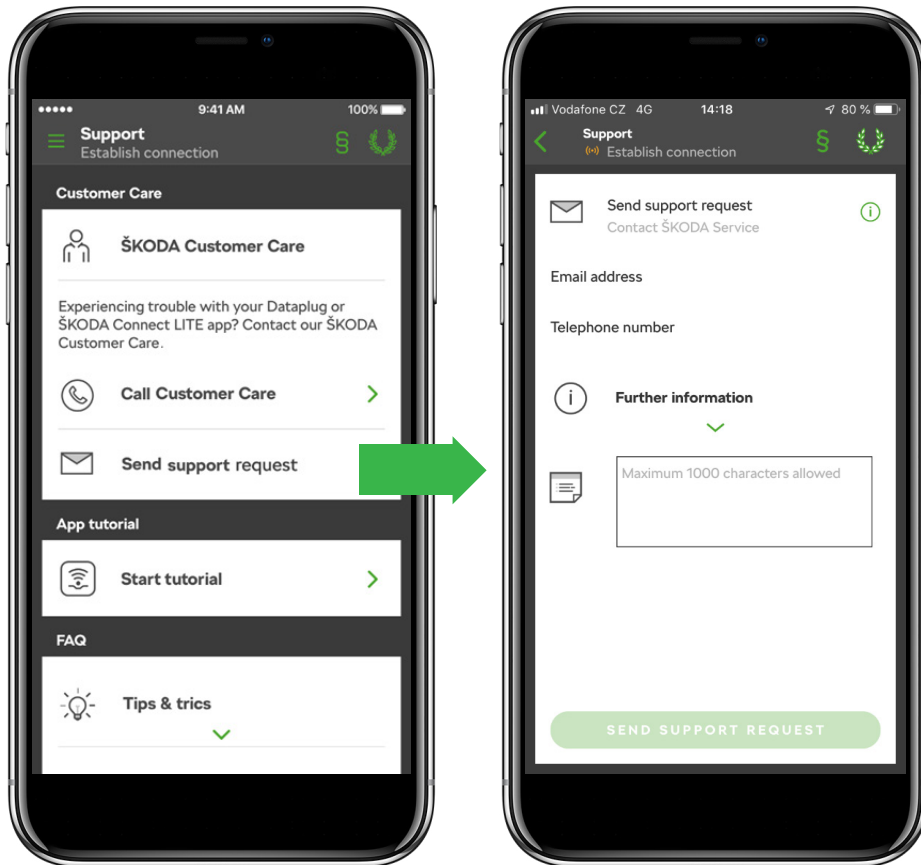 9:41 AM
100%
Support
Establish connection
§
Customer Care
ŠKODA Customer Care
Experiencing trouble with your Dataplug or
ŠKODA Connect LITE app? Contact our ŠKODA
Customer Care.
Call Customer Care
Send support request
App tutorial
Start tutorial
FAQ
Tips & trics
Vodafone CZ 4G
14:18
80 %
Support
Establish connection
§
Send support request
Contact ŠKODA Service
i
Email address
Telephone number
i
Further information
Maximum 1000 characters allowed
SEND SUPPORT REQUEST